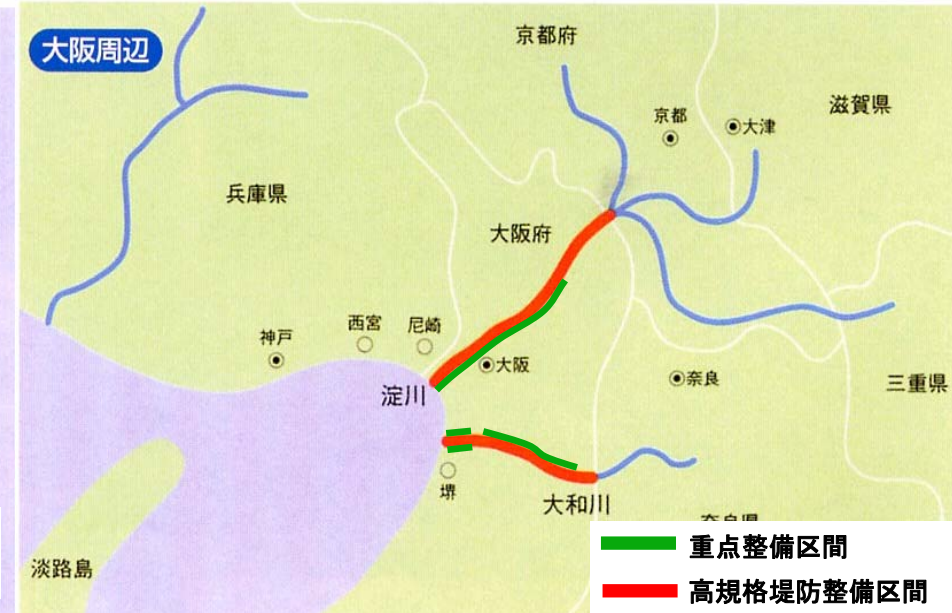 大阪周辺
京都府
滋賀県
京都
大津
兵庫県
大阪府
神戸
西宮
尼崎
大阪
淀川
奈良
三重県
堺
大和川
奈良県
淡路島
重点整備区間
高規格堤防整備区間